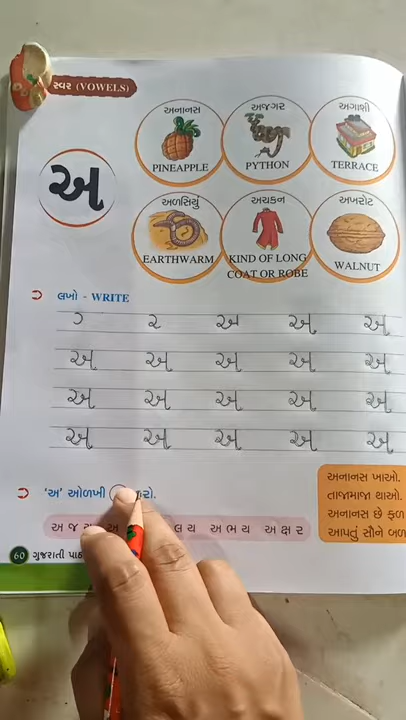 સ્વર (VOWELS)
અ
અનાનસ
PINEAPPLE
અજગર
PYTHON
અગાશી
TERRACE
અળસિયું
EARTHWARM
અચકન
KIND OF LONG
COAT OR ROBE
અખરોટ
WALNUT
લખો - WRITE
અ
અ અ અ અ અ
અ અ અ અ અ
અ અ અ અ અ
‘અ’ ઓળખી કરો.
અ જ લ ય અ ભ ય અ ક્ષ ર
અનાનસ ખાઓ.
તાજામાજા થાઓ.
અનાનસ છે ફળ
આપતું સૌને બળ
60 ગુજરાતી